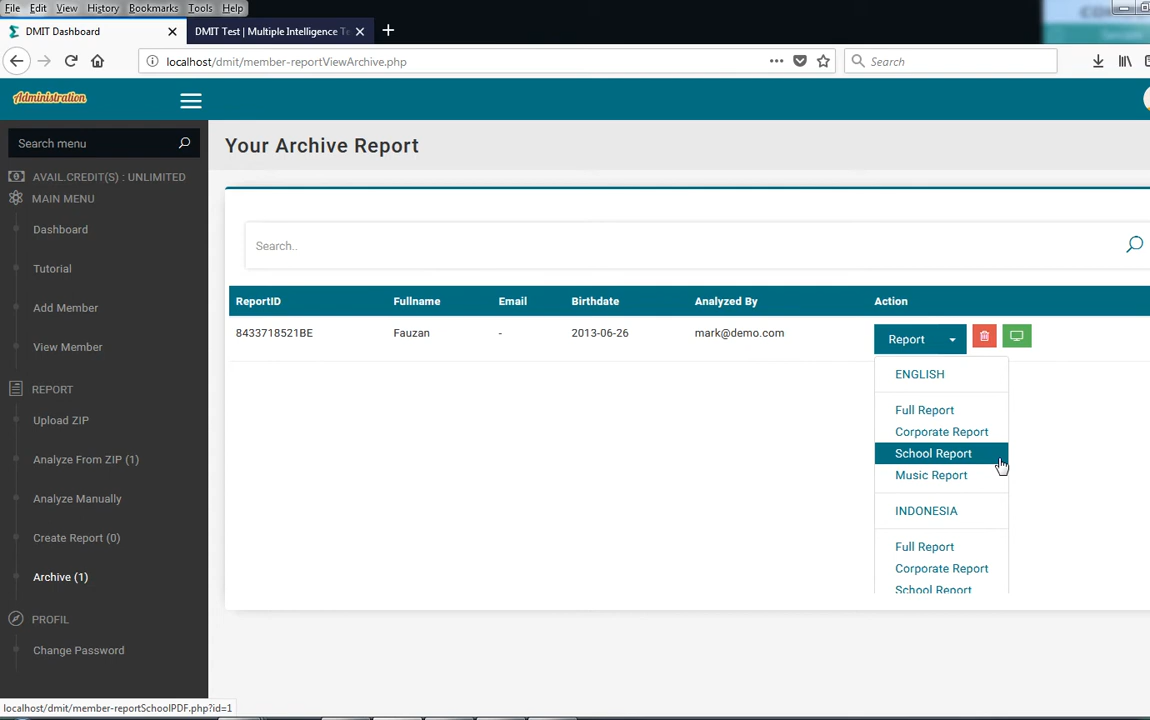 File Edit View History Bookmarks Tools Help
DMIT Dashboard
DMIT Test | Multiple Intelligence Te
localhost/dmit/member-reportViewArchive.php
Search
Administration
Search menu
Your Archive Report
AVAIL.CREDIT(S) : UNLIMITED
MAIN MENU
Dashboard
Tutorial
Add Member
View Member
REPORT
Upload ZIP
Analyze From ZIP (1)
Analyze Manually
Create Report (0)
Archive (1)
PROFIL
Change Password
Search..
ReportID Fullname Email Birthdate Analyzed By Action
8433718521BE Fauzan - 2013-06-26 mark@demo.com Report
ENGLISH
Full Report
Corporate Report
School Report
Music Report
INDONESIA
Full Report
Corporate Report
School Report
localhost/dmit/member-reportSchoolPDF.php?id=1